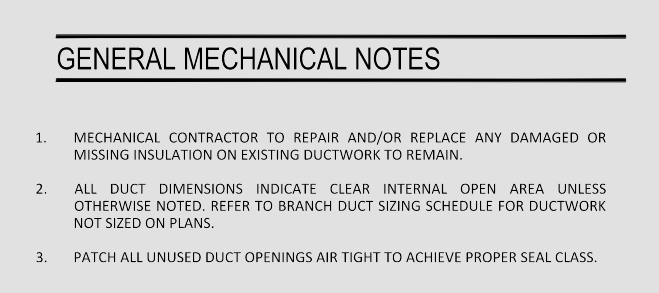 GENERAL MECHANICAL NOTES
1. MECHANICAL CONTRACTOR TO REPAIR AND/OR REPLACE ANY DAMAGED OR
MISSING INSULATION ON EXISTING DUCTWORK TO REMAIN.
2. ALL DUCT DIMENSIONS INDICATE CLEAR INTERNAL OPEN AREA UNLESS
OTHERWISE NOTED. REFER TO BRANCH DUCT SIZING SCHEDULE FOR DUCTWORK
NOT SIZED ON PLANS.
3. PATCH ALL UNUSED DUCT OPENINGS AIR TIGHT TO ACHIEVE PROPER SEAL CLASS.